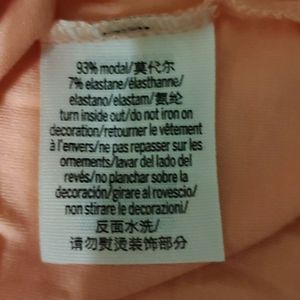 93% modal/莫代尔
7% elastane/élasthanne/
elastano/elastam/氨纶
turn inside out/do not iron on
decoration/retourner le vêtement
à l'envers/ne pas repasser sur les
ornements/lavar del lado del
revés/no planchar sobre la
decoración/girare al rovescio/
non stirare le decorazioni/
反面水洗/
请勿熨烫装饰部分